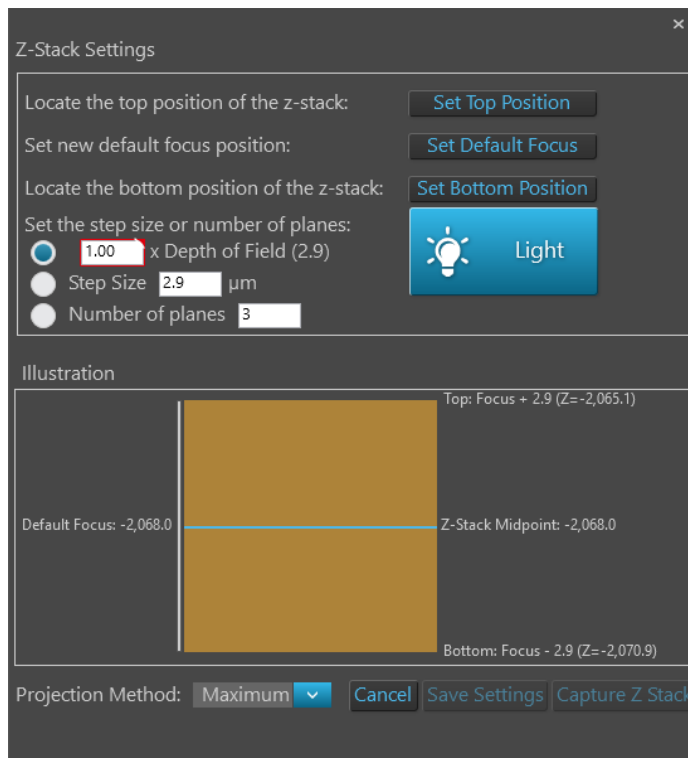 ×
Z-Stack Settings
Locate the top position of the z-stack: Set Top Position
Set new default focus position: Set Default Focus
Locate the bottom position of the z-stack: Set Bottom Position
Set the step size or number of planes:
1.00 x Depth of Field (2.9) Light
Step Size 2.9 µm
Number of planes 3
Illustration
Top: Focus + 2.9 (Z=-2,065.1)
Default Focus: -2,068.0 Z-Stack Midpoint: -2,068.0
Bottom: Focus - 2.9 (Z=-2,070.9)
Projection Method: Maximum Cancel Save Settings Capture Z Stack